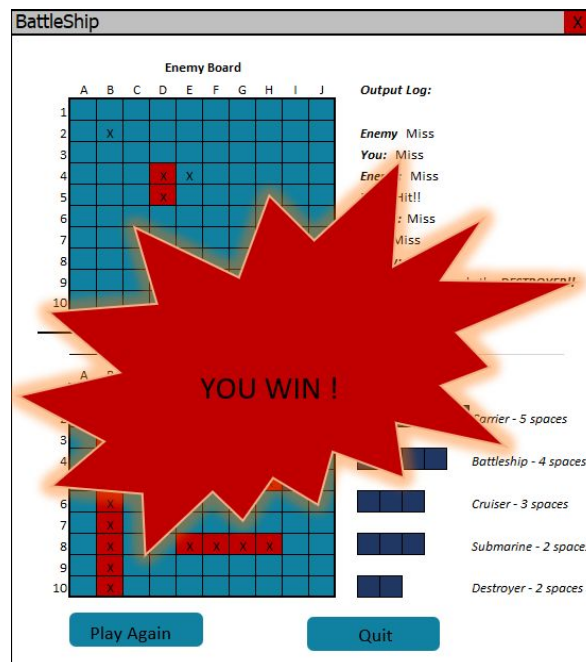 BattleShip X
Enemy Board
A B C D E F G H I J
Output Log:
1
2 X
Enemy Miss
3
You: Miss
4 X X
Miss
5 X
Hit!!
6
: Miss
7
Miss
8
9
DESTROYER!!
10
A
YOU WIN !
Carrier - 5 spaces
3
4
Battleship - 4 spaces
6 X
Cruiser - 3 spaces
7 X
8 X X X X X
Submarine - 2 spaces
9 X
10 X
Destroyer - 2 spaces
Play Again
Quit